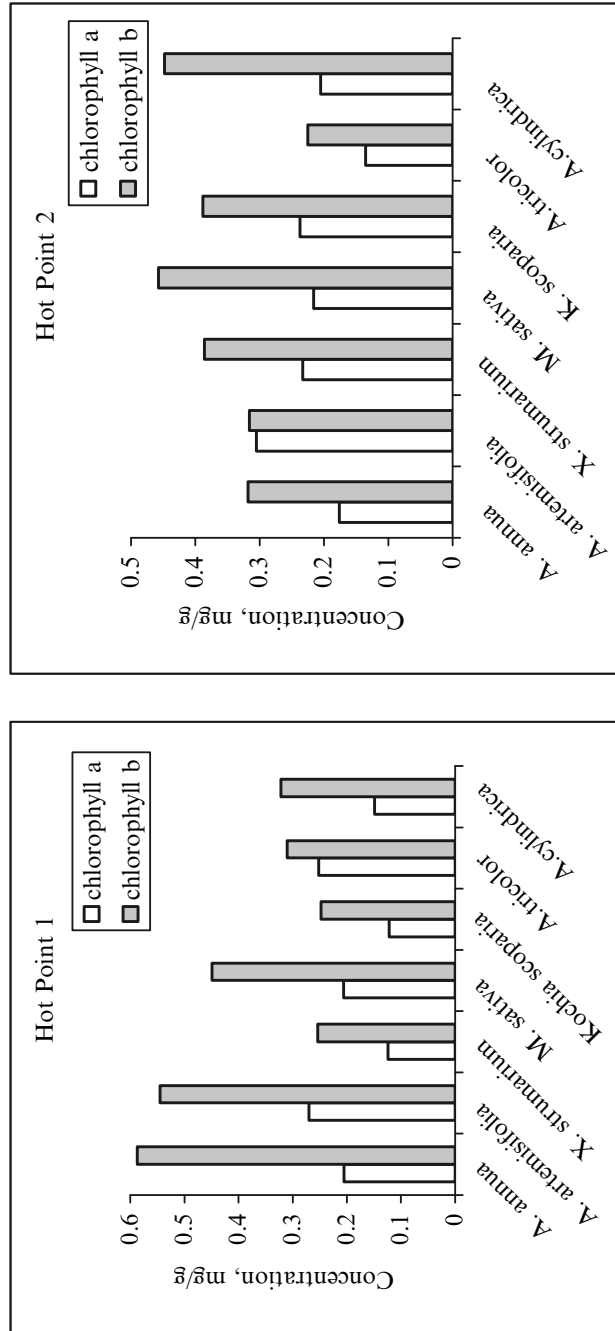 Hot Point 1
chlorophyll a
chlorophyll b
Concentration, mg/g
0.6
0.5
0.4
0.3
0.2
0.1
0
A. annua
A. artemisifolia
X. strumarium
M. sativa
Kochia scoparia
A.tricolor
A.cylindrica
Hot Point 2
chlorophyll a
chlorophyll b
Concentration, mg/g
0.5
0.4
0.3
0.2
0.1
0
A. annua
A. artemisifolia
X. strumarium
M. sativa
K. scoparia
A.tricolor
A.cylindrica